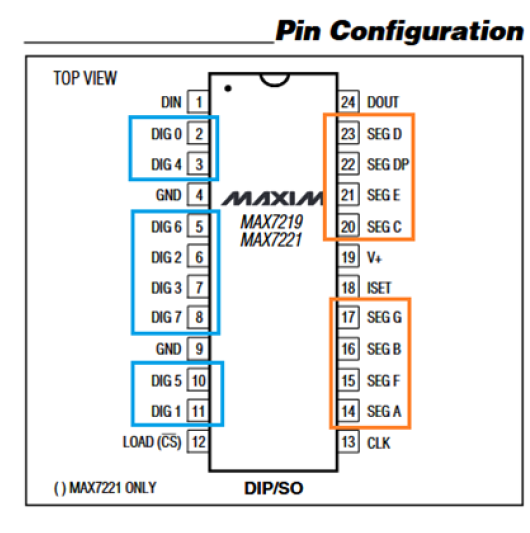 Pin Configuration
TOP VIEW
DIN 1
DIG 0 2
DIG 4 3
GND 4
DIG 6 5
DIG 2 6
DIG 3 7
DIG 7 8
GND 9
DIG 5 10
DIG 1 11
LOAD (C̅S̅) 12
MAXIM
MAX7219
MAX7221
24 DOUT
23 SEG D
22 SEG DP
21 SEG E
20 SEG C
19 V+
18 ISET
17 SEG G
16 SEG B
15 SEG F
14 SEG A
13 CLK
( ) MAX7221 ONLY
DIP/SO